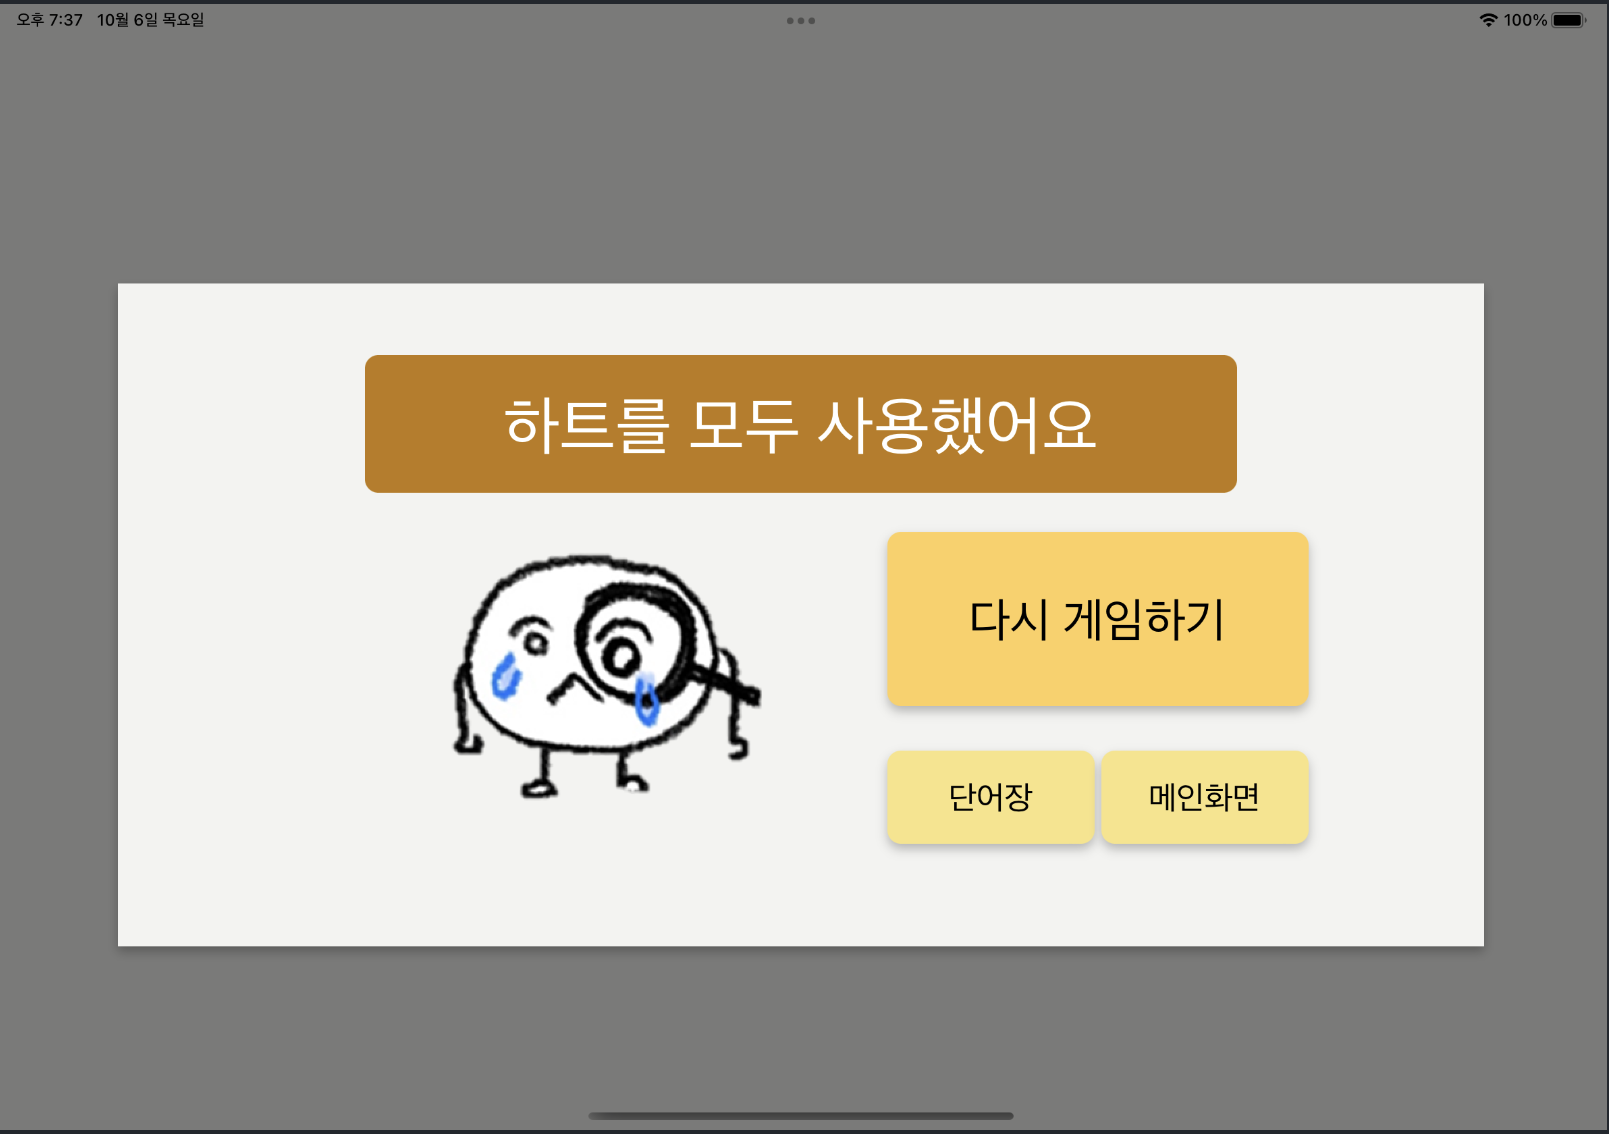 오후 7:37 10월 6일 목요일
100%
하트를 모두 사용했어요
다시 게임하기
단어장
메인화면